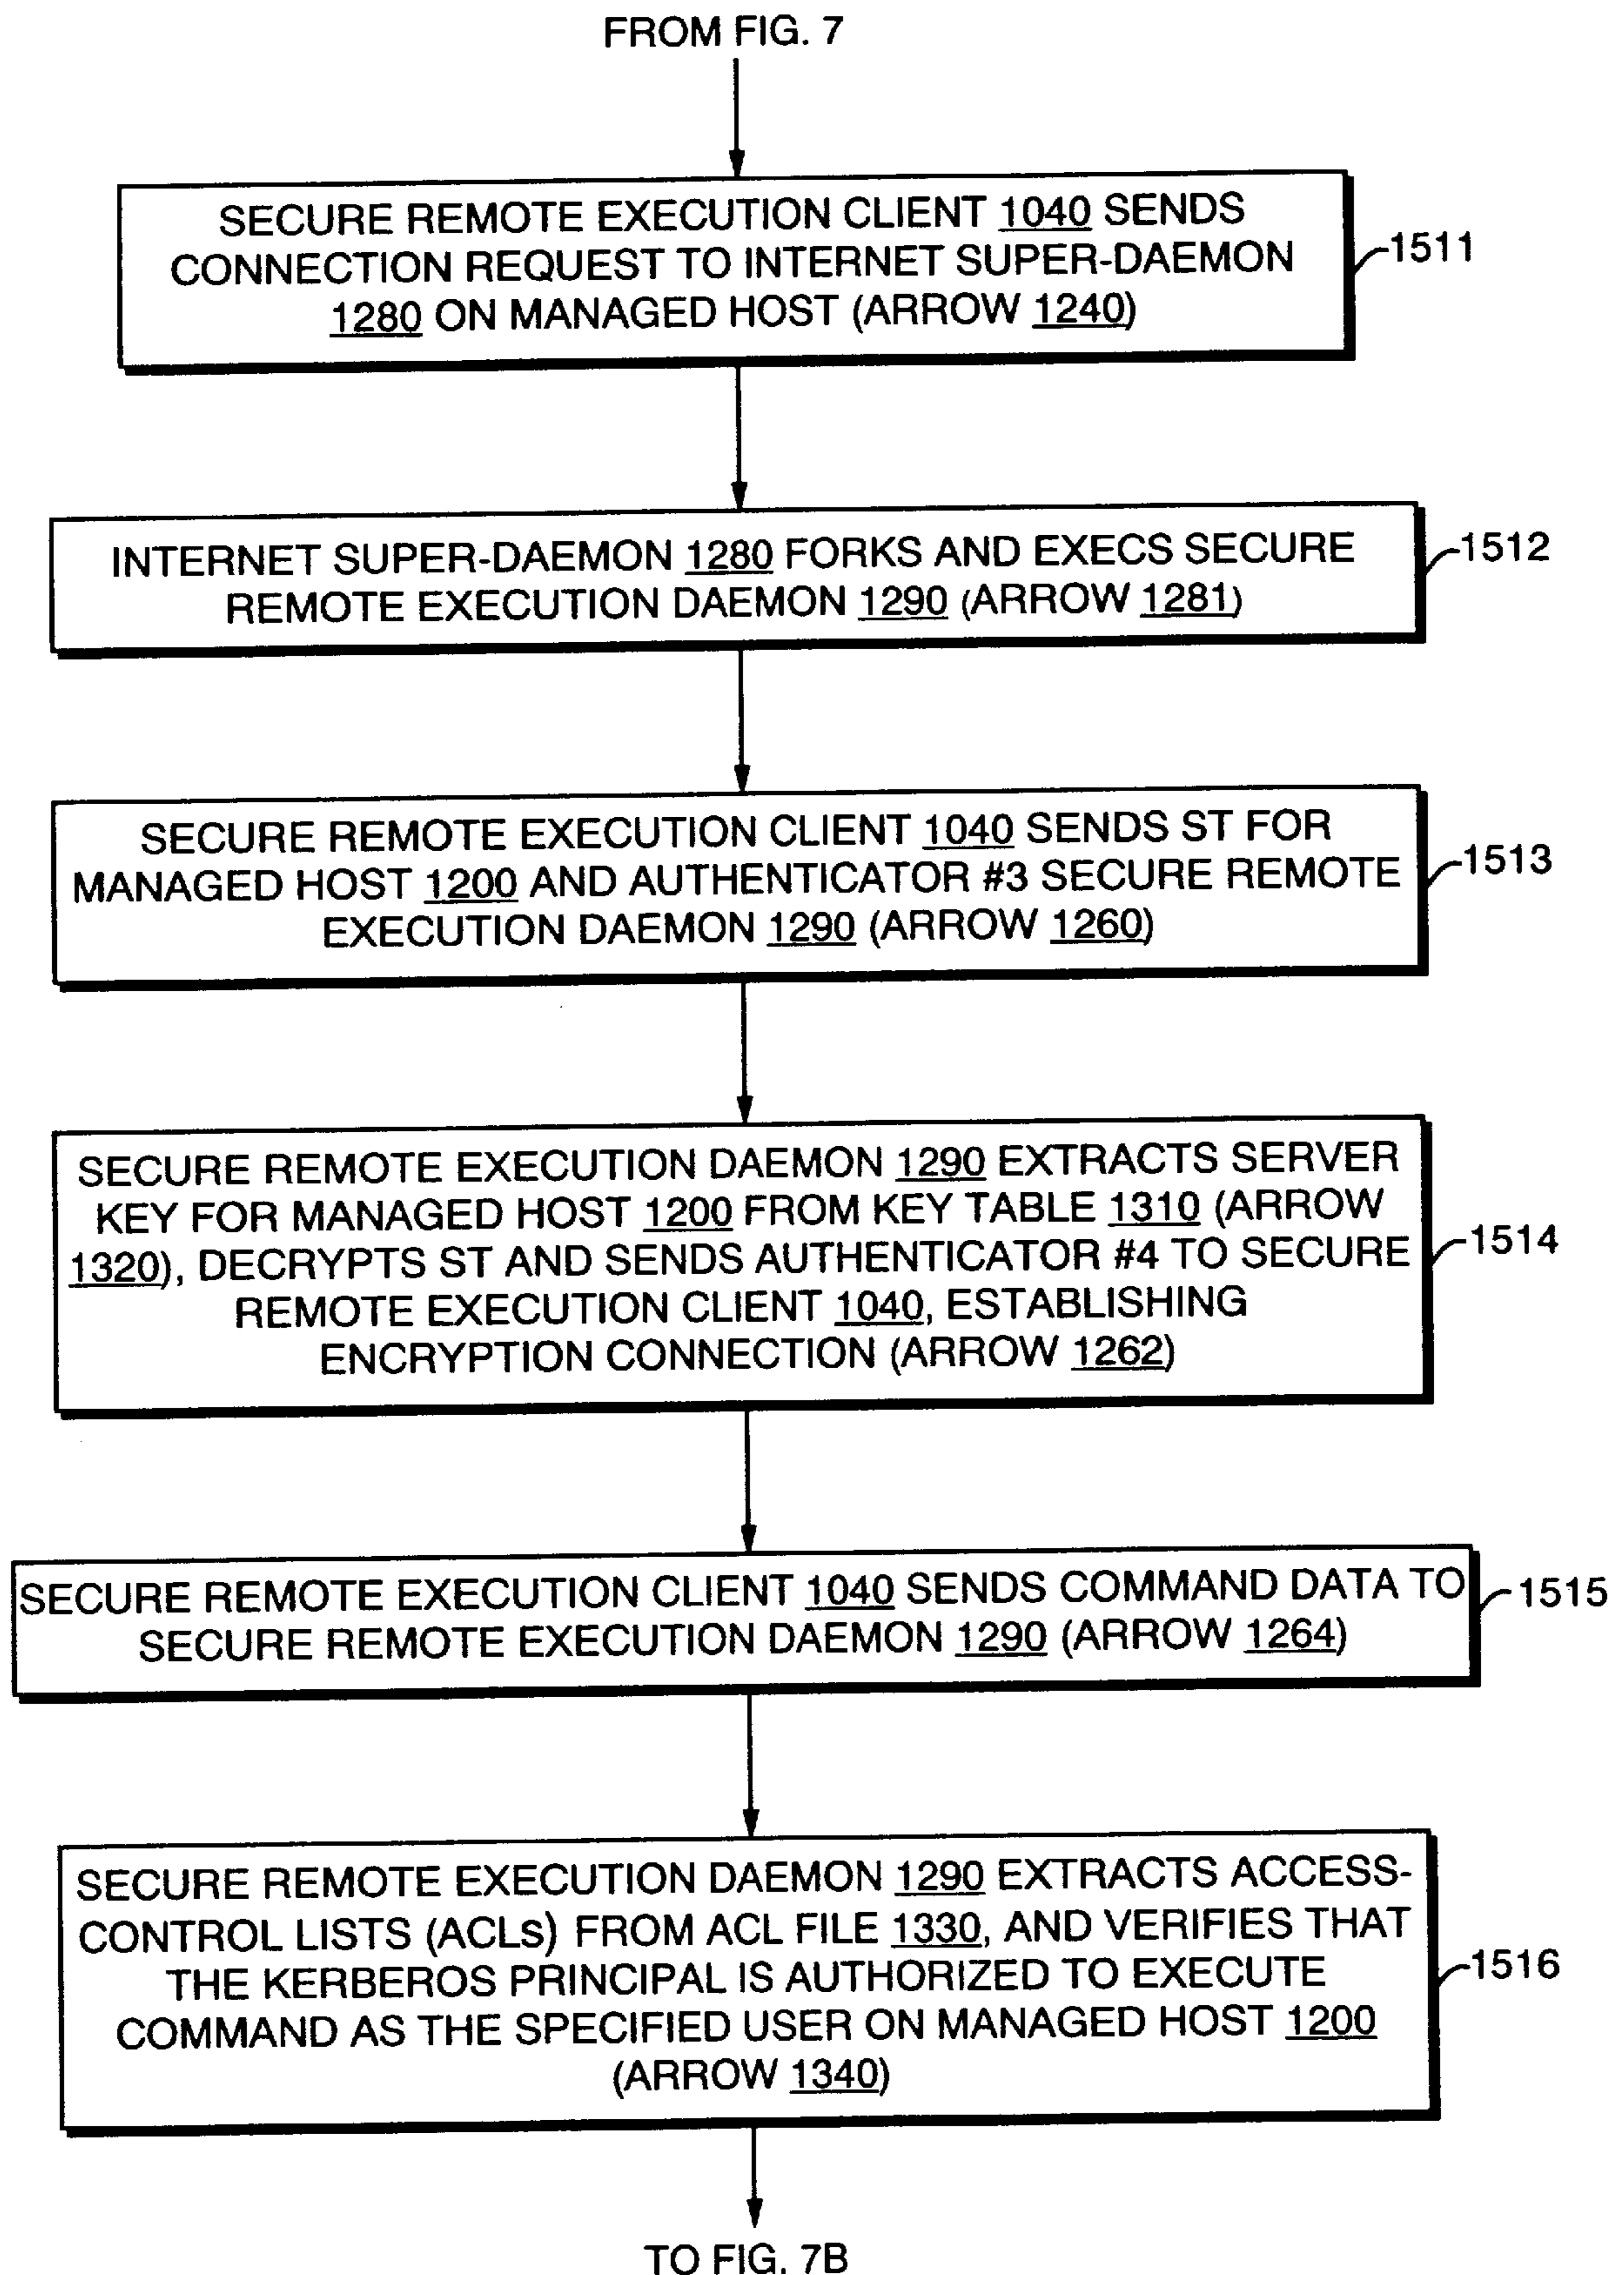 FROM FIG. 7
SECURE REMOTE EXECUTION CLIENT 1040 SENDS
CONNECTION REQUEST TO INTERNET SUPER-DAEMON
1280 ON MANAGED HOST (ARROW 1240)
1511
INTERNET SUPER-DAEMON 1280 FORKS AND EXECS SECURE
REMOTE EXECUTION DAEMON 1290 (ARROW 1281)
1512
SECURE REMOTE EXECUTION CLIENT 1040 SENDS ST FOR
MANAGED HOST 1200 AND AUTHENTICATOR #3 SECURE REMOTE
EXECUTION DAEMON 1290 (ARROW 1260)
1513
SECURE REMOTE EXECUTION DAEMON 1290 EXTRACTS SERVER
KEY FOR MANAGED HOST 1200 FROM KEY TABLE 1310 (ARROW
1320), DECRYPTS ST AND SENDS AUTHENTICATOR #4 TO SECURE
REMOTE EXECUTION CLIENT 1040, ESTABLISHING
ENCRYPTION CONNECTION (ARROW 1262)
1514
SECURE REMOTE EXECUTION CLIENT 1040 SENDS COMMAND DATA TO
SECURE REMOTE EXECUTION DAEMON 1290 (ARROW 1264)
1515
SECURE REMOTE EXECUTION DAEMON 1290 EXTRACTS ACCESS-
CONTROL LISTS (ACLs) FROM ACL FILE 1330, AND VERIFIES THAT
THE KERBEROS PRINCIPAL IS AUTHORIZED TO EXECUTE
COMMAND AS THE SPECIFIED USER ON MANAGED HOST 1200
(ARROW 1340)
1516
TO FIG. 7B